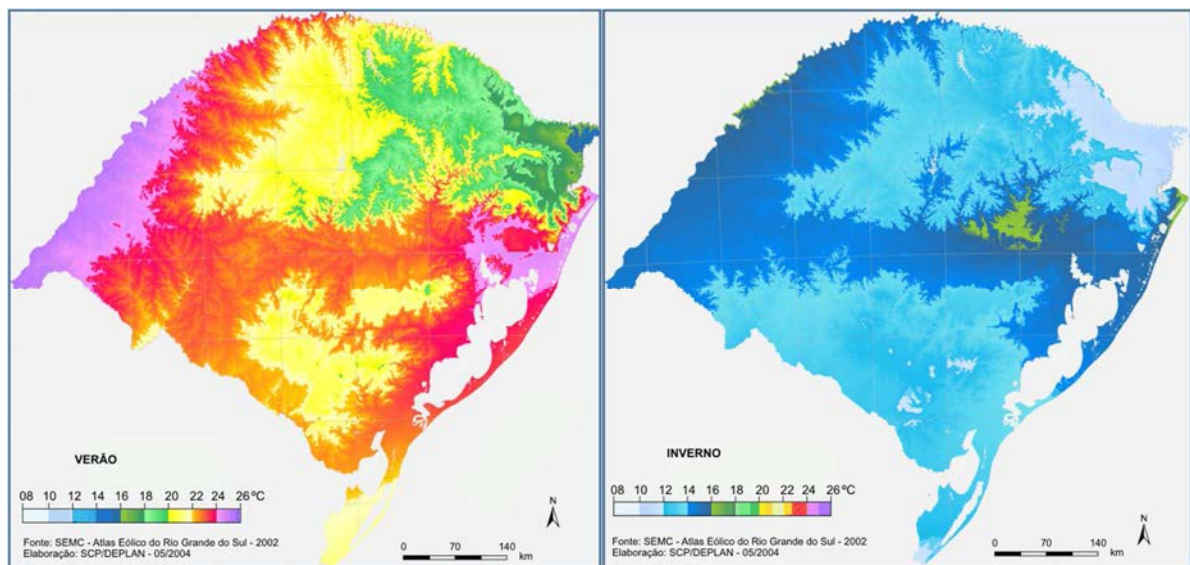 VERÃO
08 10 12 14 16 18 20 22 24 26 ºC
Fonte: SEMC - Atlas Eólico do Rio Grande do Sul - 2002
Elaboração: SCP/DEPLAN - 05/2004
N
0 70 140
km
INVERNO
08 10 12 14 16 18 20 22 24 26 ºC
Fonte: SEMC - Atlas Eólico do Rio Grande do Sul - 2002
Elaboração: SCP/DEPLAN - 05/2004
N
0 70 140
km